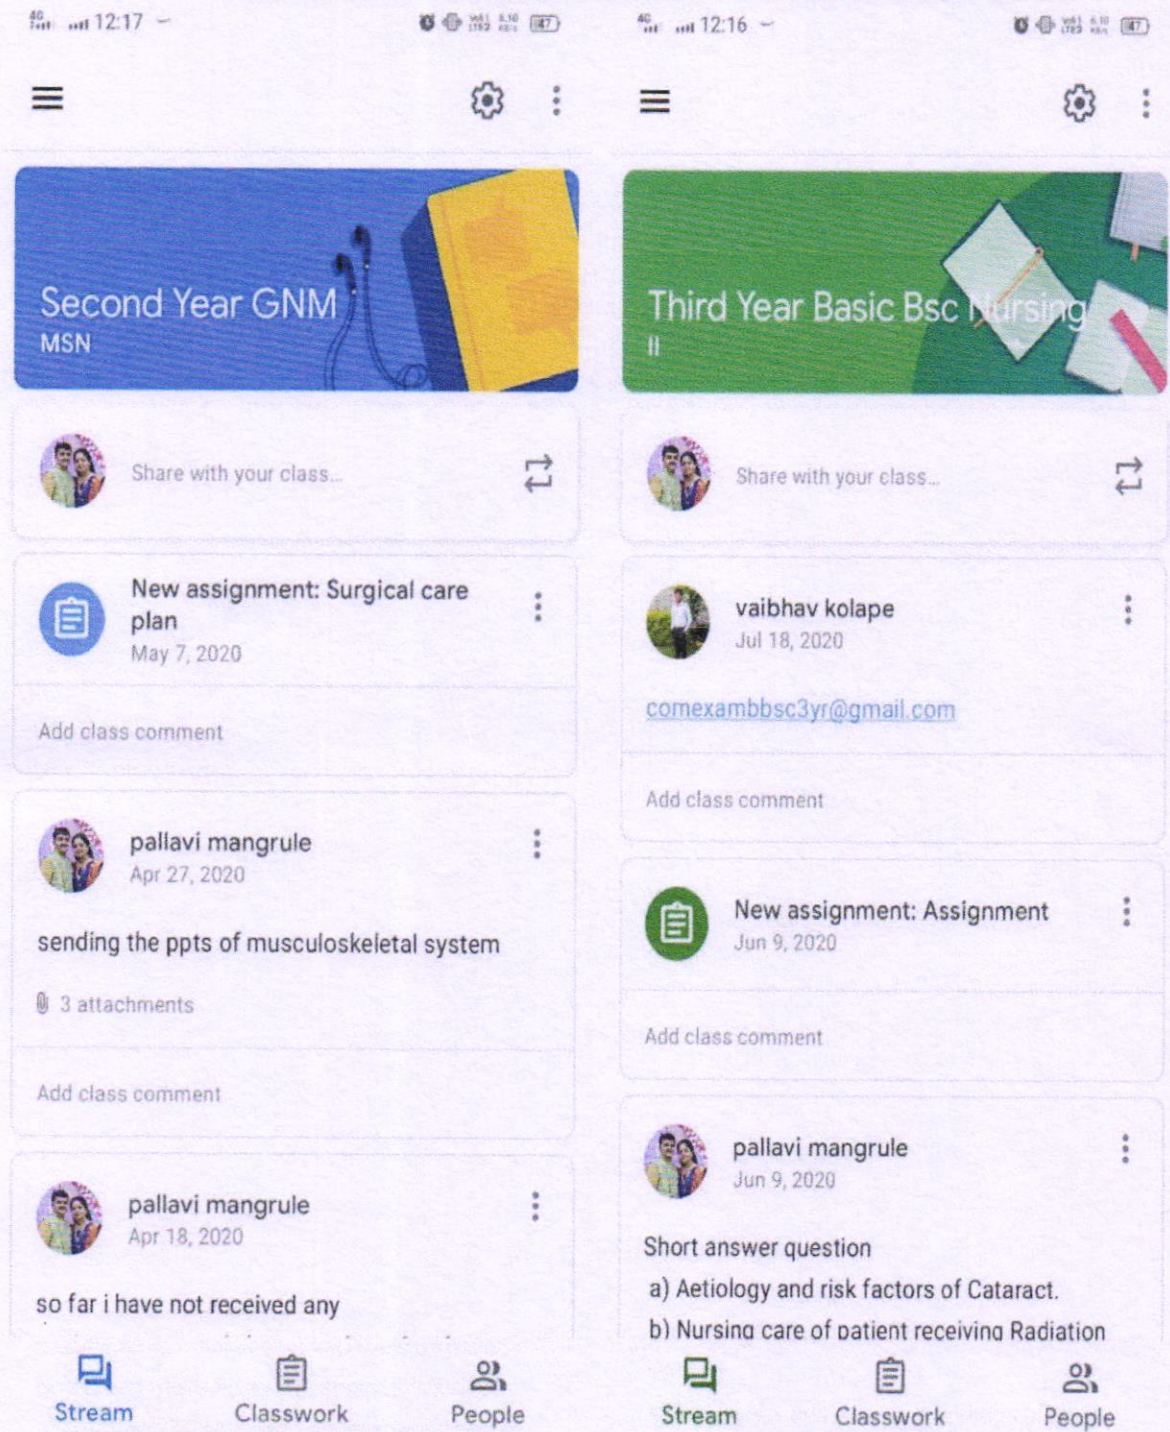 4G
12:17
47
Second Year GNM
MSN
Share with your class...
New assignment: Surgical care
plan
May 7, 2020
Add class comment
pallavi mangrule
Apr 27, 2020
sending the ppts of musculoskeletal system
3 attachments
Add class comment
pallavi mangrule
Apr 18, 2020
so far i have not received any
Stream
Classwork
People
4G
12:16
47
Third Year Basic Bsc Nursing
II
Share with your class...
vaibhav kolape
Jul 18, 2020
comexambbsc3yr@gmail.com
Add class comment
New assignment: Assignment
Jun 9, 2020
Add class comment
pallavi mangrule
Jun 9, 2020
Short answer question
a) Aetiology and risk factors of Cataract.
b) Nursing care of patient receiving Radiation
Stream
Classwork
People